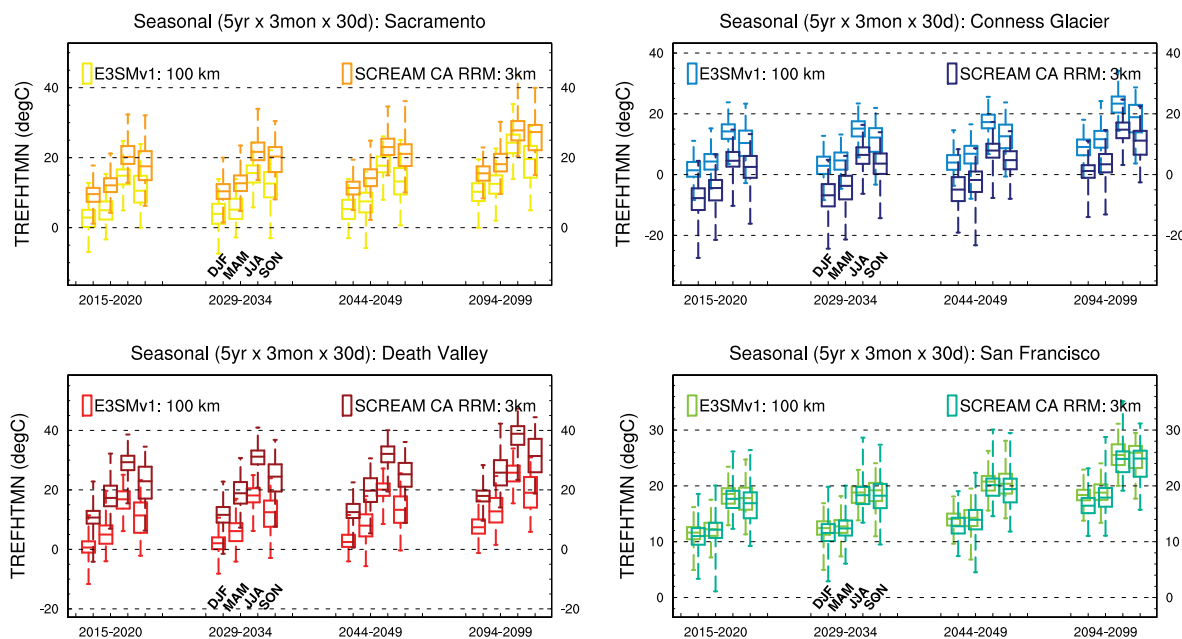 Seasonal (5yr x 3mon x 30d): Sacramento
E3SMv1: 100 km
SCREAM CA RRM: 3km
TREFHTMN (degC)
40
40
20
20
0
0
DJF
MAM
JJA
SON
2015-2020
2029-2034
2044-2049
2094-2099
Seasonal (5yr x 3mon x 30d): Conness Glacier
40
40
E3SMv1: 100 km
SCREAM CA RRM: 3km
TREFHTMN (degC)
20
20
0
0
-20
-20
DJF
MAM
JJA
SON
2015-2020
2029-2034
2044-2049
2094-2099
Seasonal (5yr x 3mon x 30d): Death Valley
E3SMv1: 100 km
SCREAM CA RRM: 3km
TREFHTMN (degC)
40
40
20
20
0
0
-20
-20
DJF
MAM
JJA
SON
2015-2020
2029-2034
2044-2049
2094-2099
Seasonal (5yr x 3mon x 30d): San Francisco
E3SMv1: 100 km
SCREAM CA RRM: 3km
TREFHTMN (degC)
30
30
20
20
10
10
0
0
DJF
MAM
JJA
SON
2015-2020
2029-2034
2044-2049
2094-2099